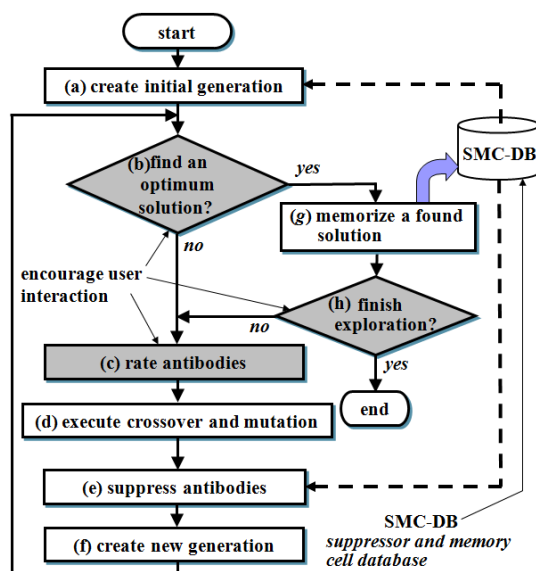 start
(a) create initial generation
SMC-DB
(b) find an
optimum
solution?
yes
(g) memorize a found
solution
no
encourage user
interaction
(h) finish
exploration?
no
(c) rate antibodies
yes
end
(d) execute crossover and mutation
(e) suppress antibodies
SMC-DB
suppressor and memory
cell database
(f) create new generation